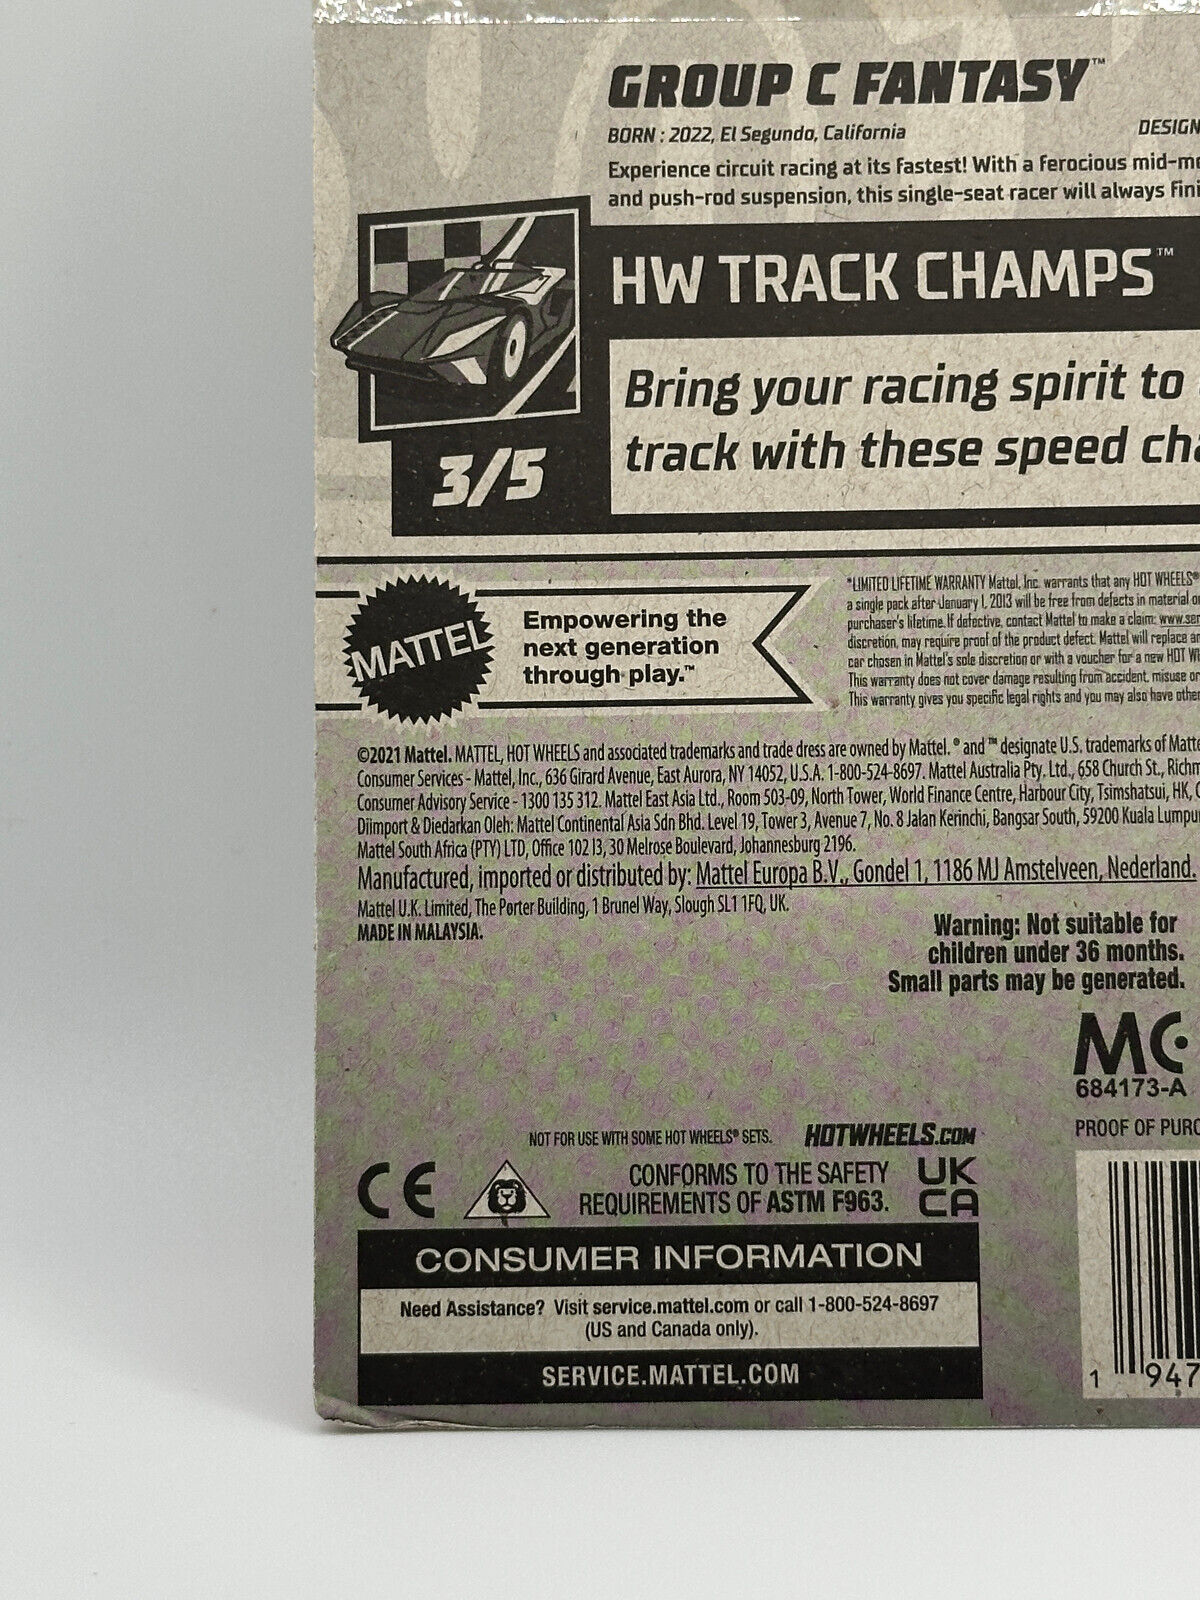 GROUP C FANTASY™
BORN : 2022, El Segundo, California
DESIGN
Experience circuit racing at its fastest! With a ferocious mid-m
and push-rod suspension, this single-seat racer will always fini
HW TRACK CHAMPS™
Bring your racing spirit to
track with these speed cha
3/5
MATTEL
Empowering the
next generation
through play.™
*LIMITED LIFETIME WARRANTY Mattel, Inc. warrants that any HOT WHEELS®
a single pack after January 1, 2013 will be free from defects in material o
purchaser's lifetime. If defective, contact Mattel to make a claim: www.ser
discretion, may require proof of the product defect. Mattel will replace
car chosen in Mattel's sole discretion or with a voucher for a new HOT
This warranty does not cover damage resulting from accident, misuse or
This warranty gives you specific legal rights and you may also have other
©2021 Mattel. MATTEL, HOT WHEELS and associated trademarks and trade dress are owned by Mattel. ® and ™ designate U.S. trademarks of Matte
Consumer Services - Mattel, Inc., 636 Girard Avenue, East Aurora, NY 14052, U.S.A. 1-800-524-8697. Mattel Australia Pty. Ltd., 658 Church St., Richm
Consumer Advisory Service - 1300 135 312. Mattel East Asia Ltd., Room 503-09, North Tower, World Finance Centre, Harbour City, Tsimshatsui, HK, C
Diimport & Diedarkan Oleh: Mattel Continental Asia Sdn Bhd. Level 19, Tower 3, Avenue 7, No. 8 Jalan Kerinchi, Bangsar South, 59200 Kuala Lumpu
Mattel South Africa (PTY) LTD, Office 102 I3, 30 Melrose Boulevard, Johannesburg 2196.
Manufactured, imported or distributed by: Mattel Europa B.V., Gondel 1, 1186 MJ Amstelveen, Nederland.
Mattel U.K. Limited, The Porter Building, 1 Brunel Way, Slough SL1 1FQ, UK.
MADE IN MALAYSIA.
Warning: Not suitable for
children under 36 months.
Small parts may be generated.
MC
684173-A
PROOF OF PURC
NOT FOR USE WITH SOME HOT WHEELS® SETS.
HOTWHEELS.COM
CE
CONFORMS TO THE SAFETY
REQUIREMENTS OF ASTM F963.
UK
CA
CONSUMER INFORMATION
Need Assistance? Visit service.mattel.com or call 1-800-524-8697
(US and Canada only).
SERVICE.MATTEL.COM
1 947